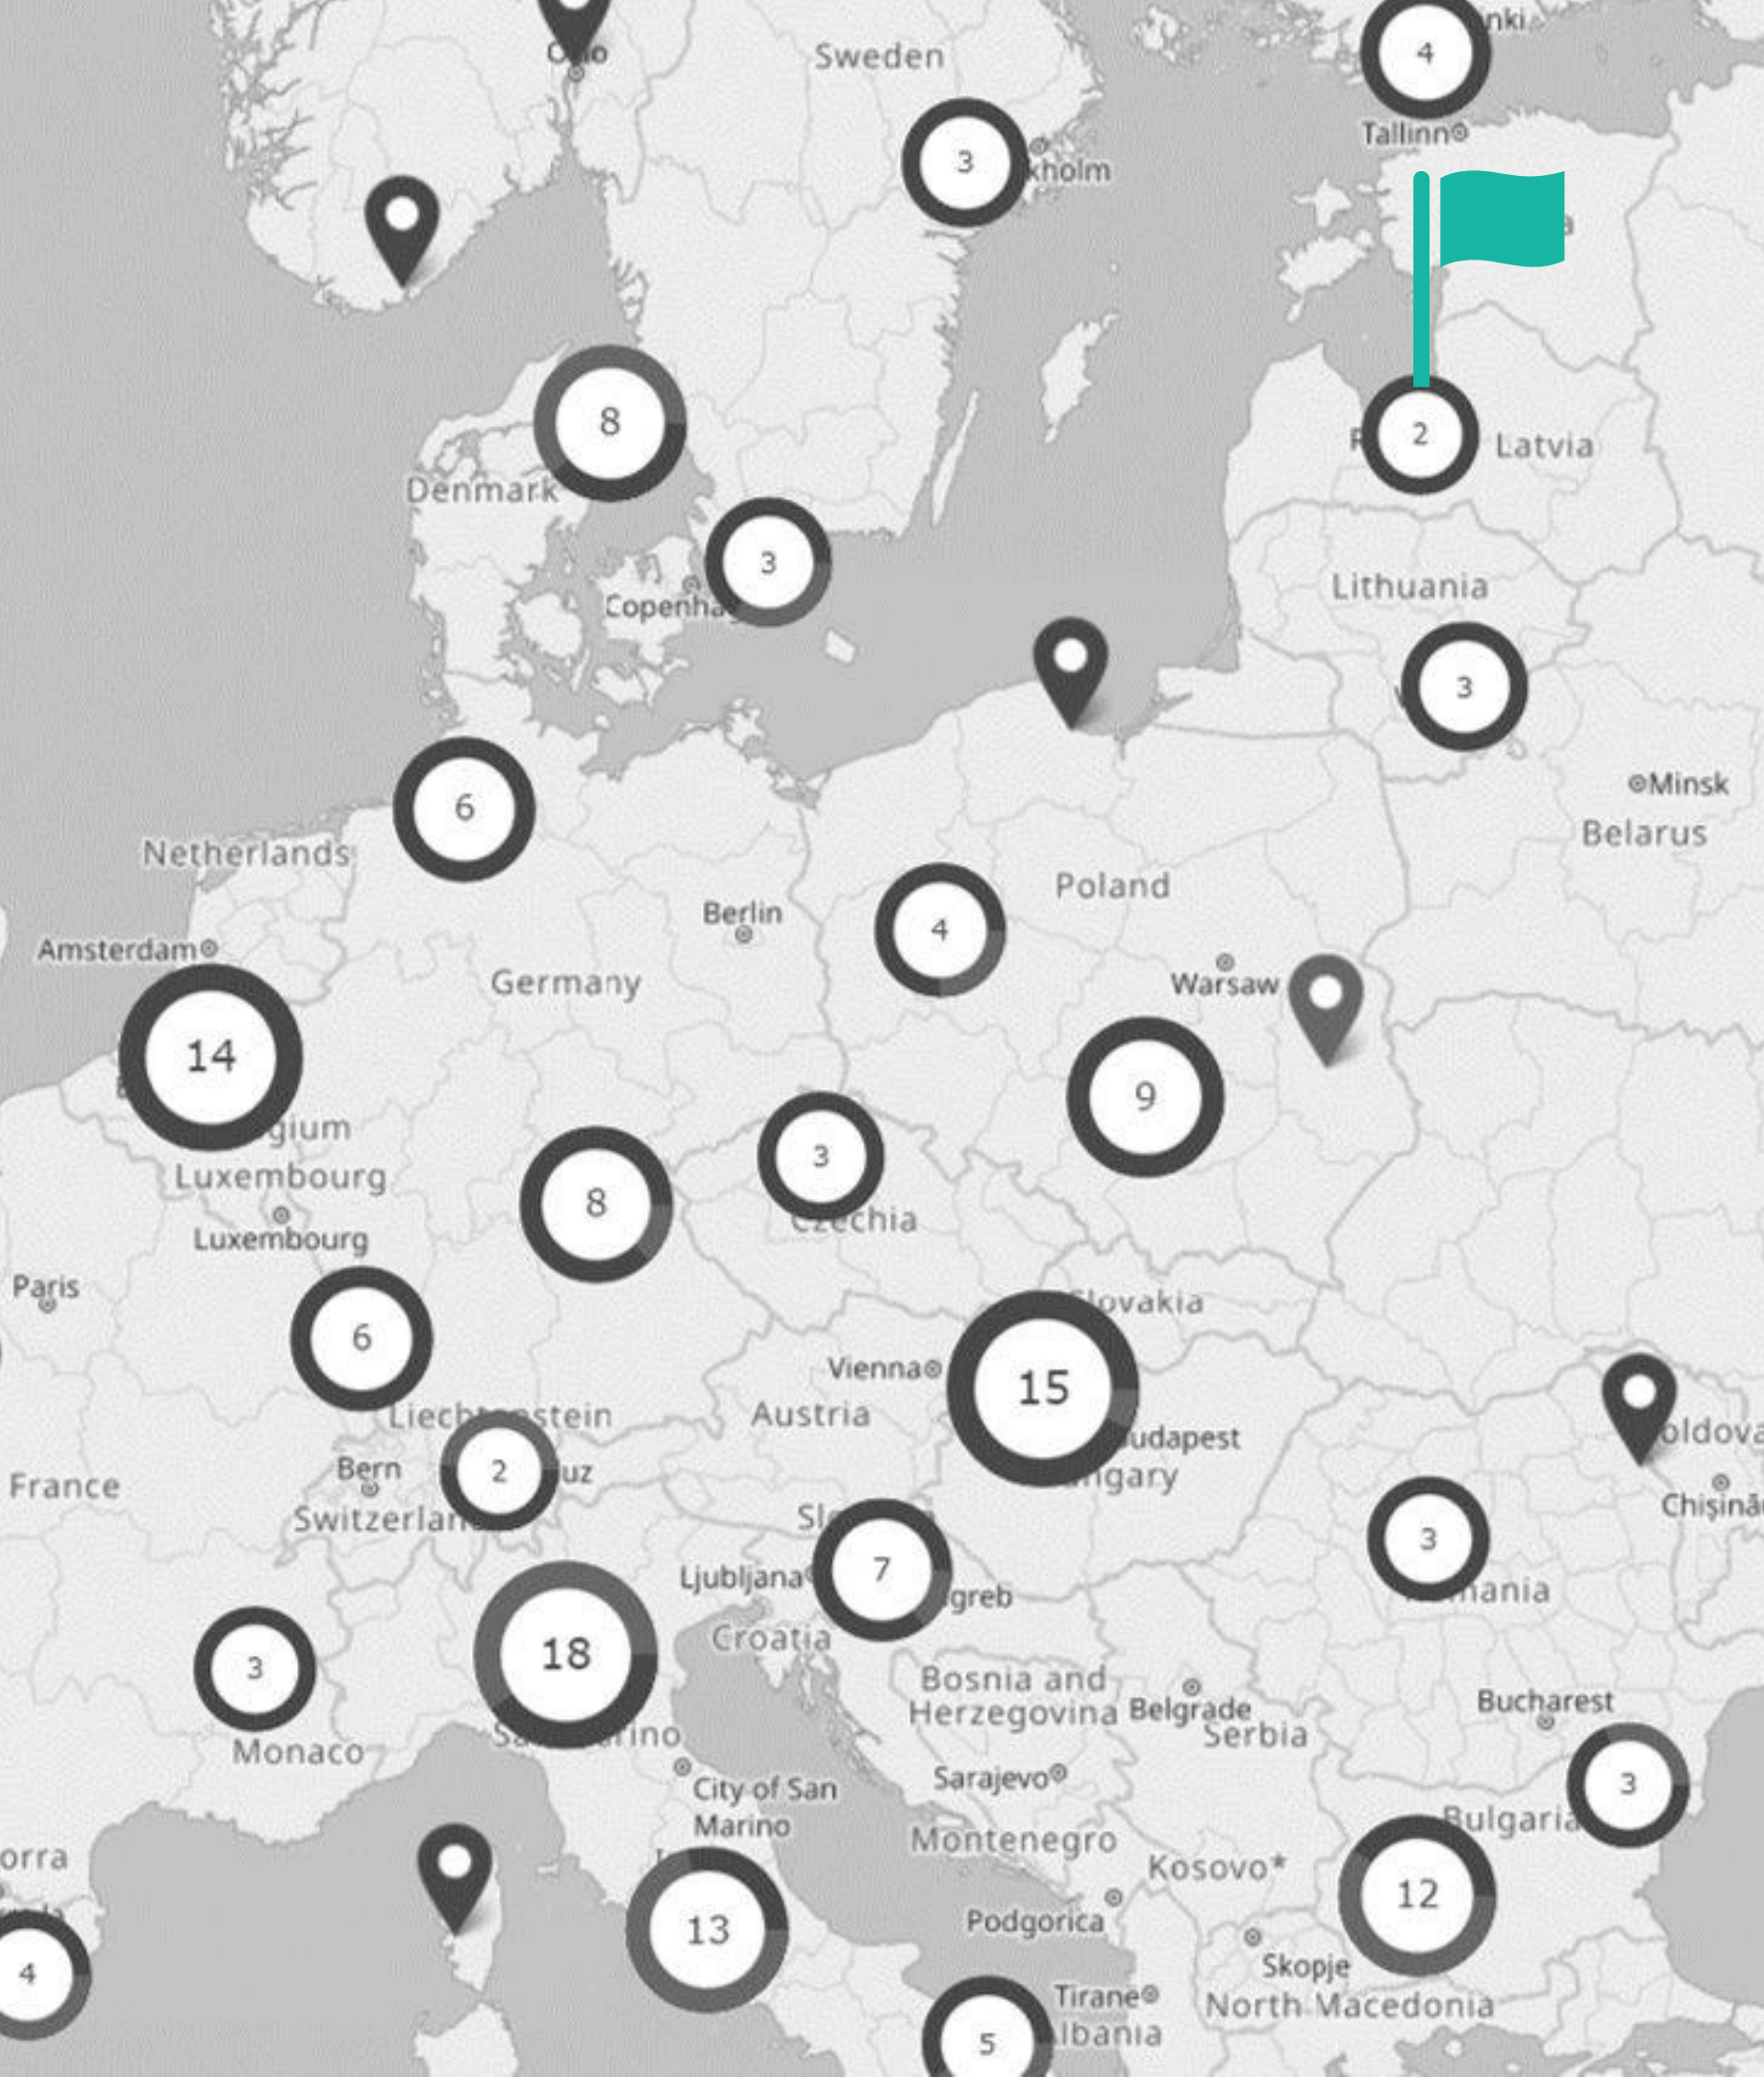 Sweden
4
Tallinn
3
8
Denmark
2
Latvia
3
Lithuania
3
Minsk
Belarus
6
Netherlands
Berlin
4
Poland
Amsterdam
Germany
Warsaw
14
9
3
Luxembourg
8
Luxembourg
Paris
6
Vienna
15
Austria
France
Bern
2
Switzerland
7
3
Ljubljana
Croatia
18
3
Monaco
Bosnia and
Herzegovina
Belgrade
Serbia
Bucharest
Sarajevo
City of San
Marino
3
Bulgaria
Montenegro
Kosovo*
12
Podgorica
13
4
Skopje
Tirane
North Macedonia
5